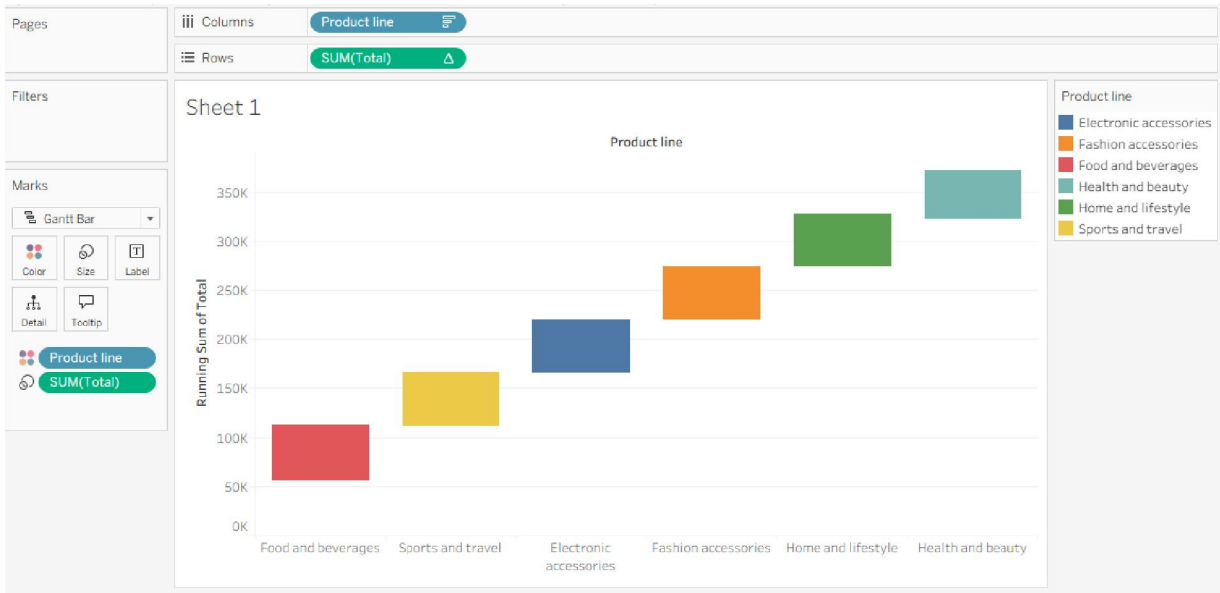 Pages
Columns
Product line
Rows
SUM(Total)
Filters
Marks
Gantt Bar
Color
Size
T
Label
Detail
Tooltip
Product line
SUM(Total)
Sheet 1
Product line
Running Sum of Total
350K
300K
250K
200K
150K
100K
50K
0K
Food and beverages
Sports and travel
Electronic
accessories
Fashion accessories
Home and lifestyle
Health and beauty
Product line
Electronic accessories
Fashion accessories
Food and beverages
Health and beauty
Home and lifestyle
Sports and travel